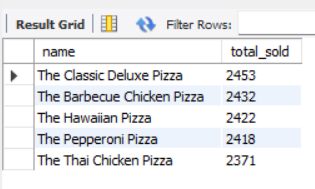 Result Grid Filter Rows:
name total_sold
The Classic Deluxe Pizza 2453
The Barbecue Chicken Pizza 2432
The Hawaiian Pizza 2422
The Pepperoni Pizza 2418
The Thai Chicken Pizza 2371